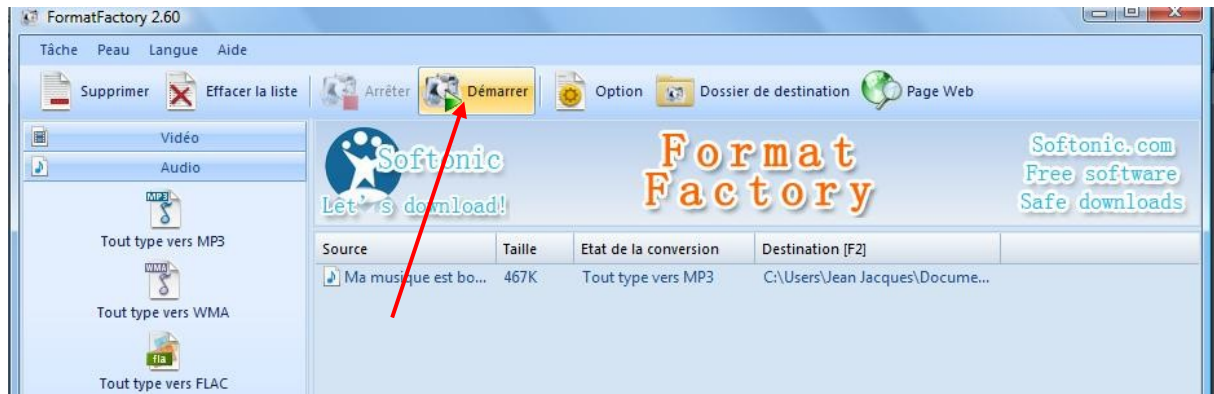 FormatFactory 2.60
Tâche Peau Langue Aide
Supprimer Effacer la liste Arrêter Démarrer Option Dossier de destination Page Web
Vidéo
Audio
MP3
Tout type vers MP3
WMA
Tout type vers WMA
fla
Tout type vers FLAC
Softonic
Let's download!
Format
Factory
Softonic.com
Free software
Safe downloads
Source Taille Etat de la conversion Destination [F2]
Ma musique est bo... 467K Tout type vers MP3 C:\Users\Jean Jacques\Docume...